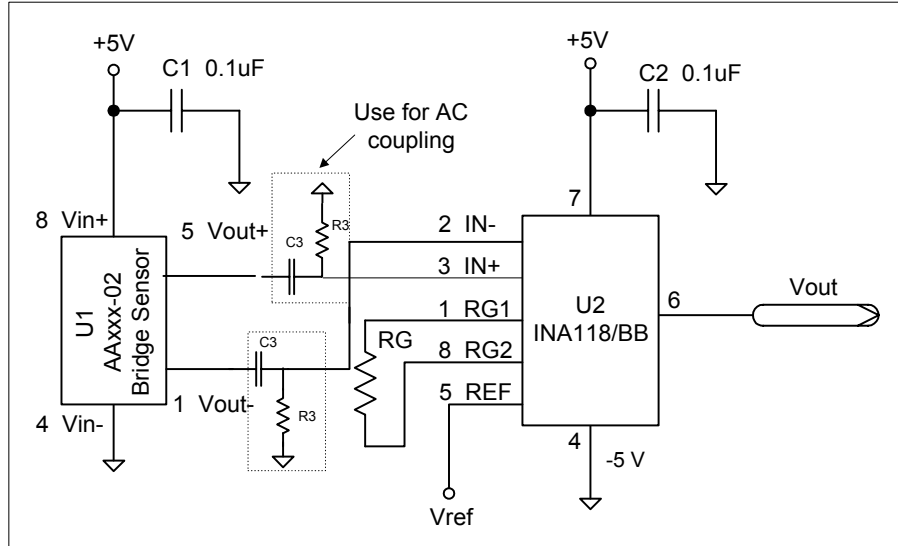 +5V
C1 0.1uF
+5V
C2 0.1uF
Use for AC
coupling
8 Vin+
5 Vout+
R3
C3
7
2 IN-
3 IN+
U1
AAxxx-02
Bridge Sensor
1 RG1
RG
8 RG2
5 REF
U2
INA118/BB
6
Vout
C3
R3
1 Vout-
4 Vin-
4
-5 V
Vref